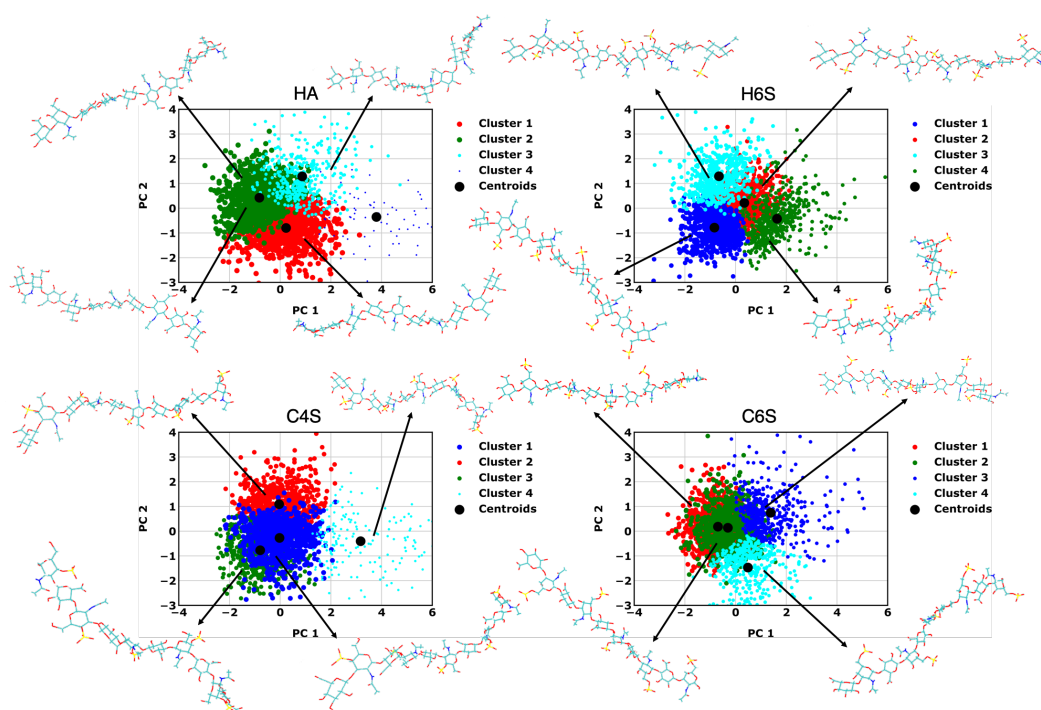 HA
4
3
2
1
0
−1
−2
−3
PC 2
−4
−2
0
2
4
6
PC 1
Cluster 1
Cluster 2
Cluster 3
Cluster 4
Centroids
H6S
4
3
2
1
0
−1
−2
−3
PC 2
−4
−2
0
2
4
6
PC 1
Cluster 1
Cluster 2
Cluster 3
Cluster 4
Centroids
C4S
4
3
2
1
0
−1
−2
−3
PC 2
−4
−2
0
2
4
6
PC 1
Cluster 1
Cluster 2
Cluster 3
Cluster 4
Centroids
C6S
4
3
2
1
0
−1
−2
−3
PC 2
−4
−2
0
2
4
6
PC 1
Cluster 1
Cluster 2
Cluster 3
Cluster 4
Centroids